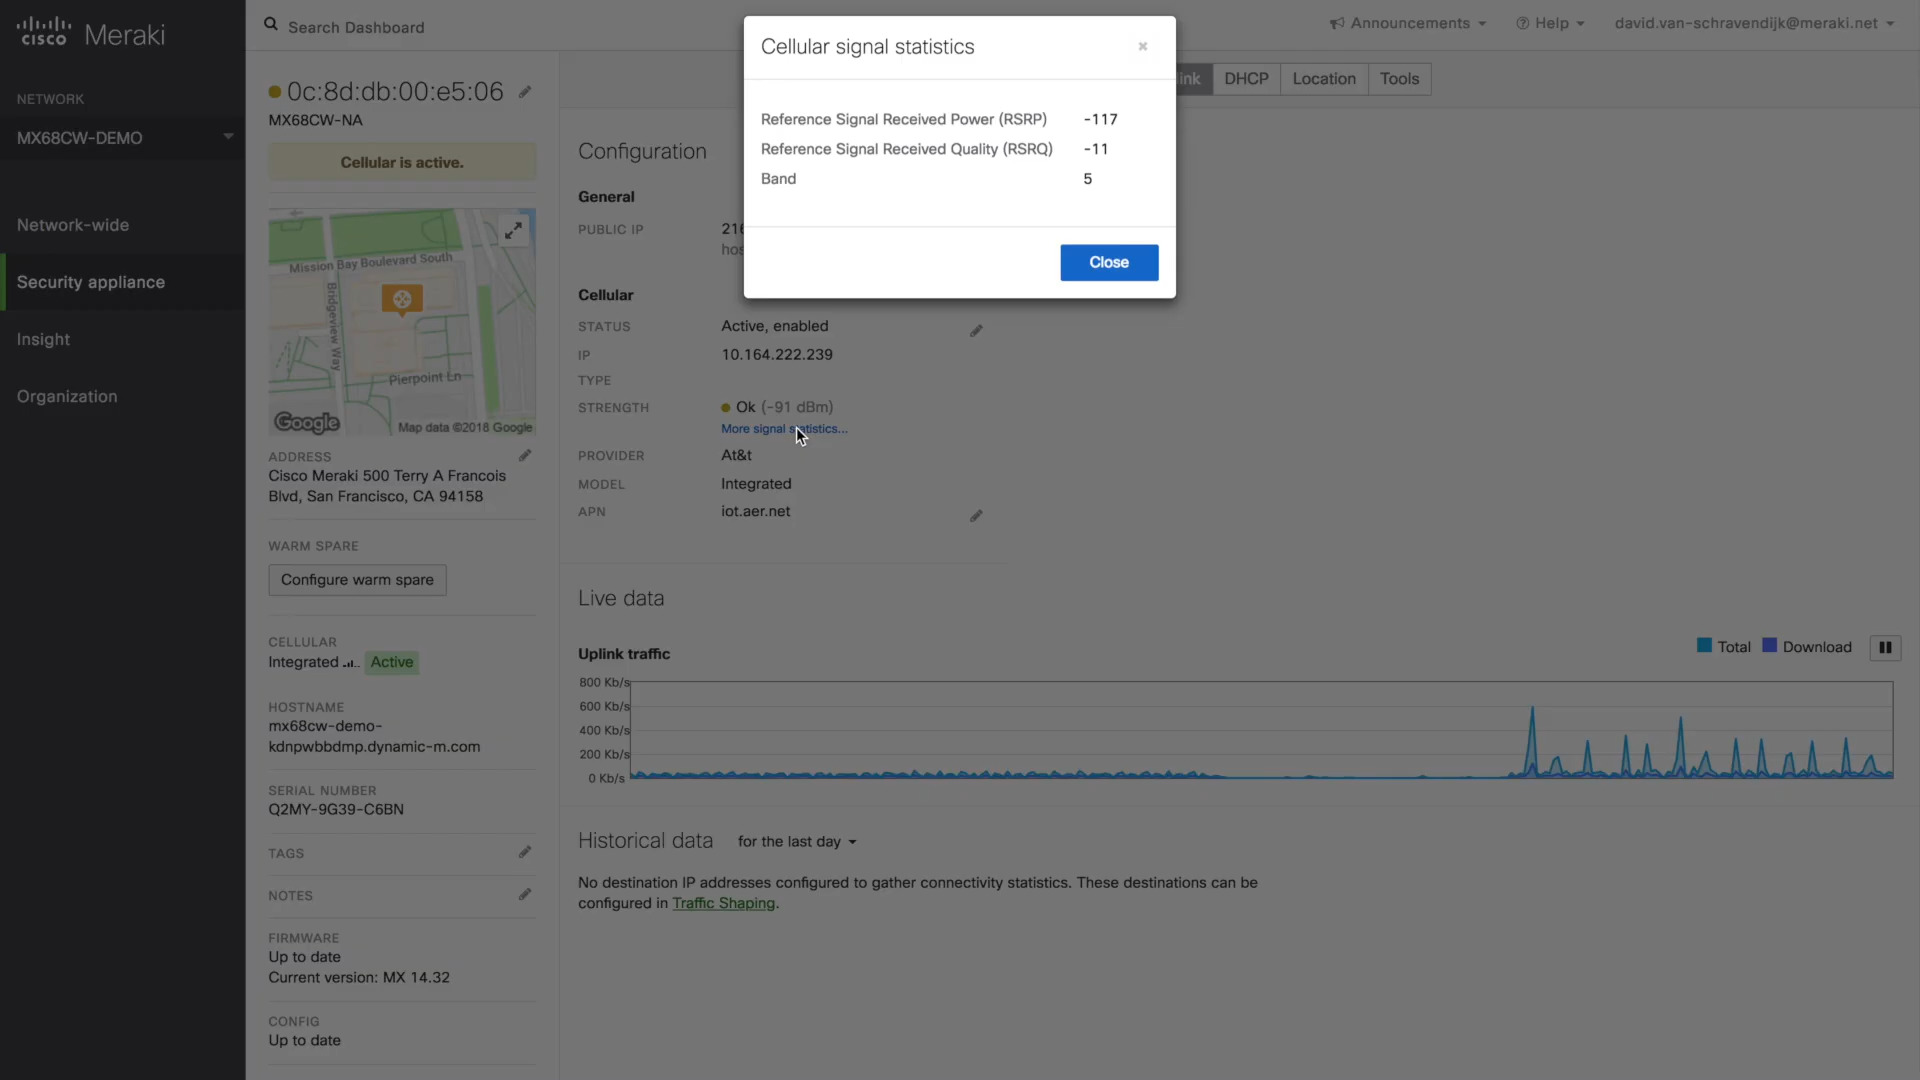 CISCO Meraki
NETWORK
MX68CW-DEMO
Network-wide
Security appliance
Insight
Organization
Search Dashboard
Announcements
Help
david.van-schravendijk@meraki.net
0c:8d:db:00:e5:06
MX68CW-NA
Cellular is active.
Mission Bay Boulevard South
Bridgeview Way
Pierpoint Ln
Google
Map data ©2018 Google
ADDRESS
Cisco Meraki 500 Terry A Francois
Blvd, San Francisco, CA 94158
WARM SPARE
Configure warm spare
CELLULAR
Integrated Active
HOSTNAME
mx68cw-demo-
kdnpwbbdmp.dynamic-m.com
SERIAL NUMBER
Q2MY-9G39-C6BN
TAGS
NOTES
FIRMWARE
Up to date
Current version: MX 14.32
CONFIG
Up to date
Cellular signal statistics
Reference Signal Received Power (RSRP) -117
Reference Signal Received Quality (RSRQ) -11
Band 5
Close
DHCP Location Tools
Configuration
General
PUBLIC IP 216
hos
Cellular
STATUS Active, enabled
IP 10.164.222.239
TYPE
STRENGTH Ok (-91 dBm)
More signal statistics...
PROVIDER At&t
MODEL Integrated
APN iot.aer.net
Live data
Uplink traffic
Total Download
800 Kb/s
600 Kb/s
400 Kb/s
200 Kb/s
0 Kb/s
Historical data for the last day
No destination IP addresses configured to gather connectivity statistics. These destinations can be
configured in Traffic Shaping.